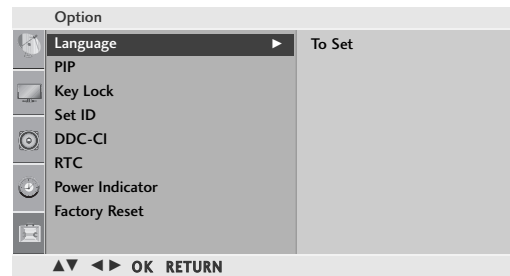 Option
Language ► To Set
PIP
Key Lock
Set ID
DDC-CI
RTC
Power Indicator
Factory Reset
▲▼ ◄► OK RETURN